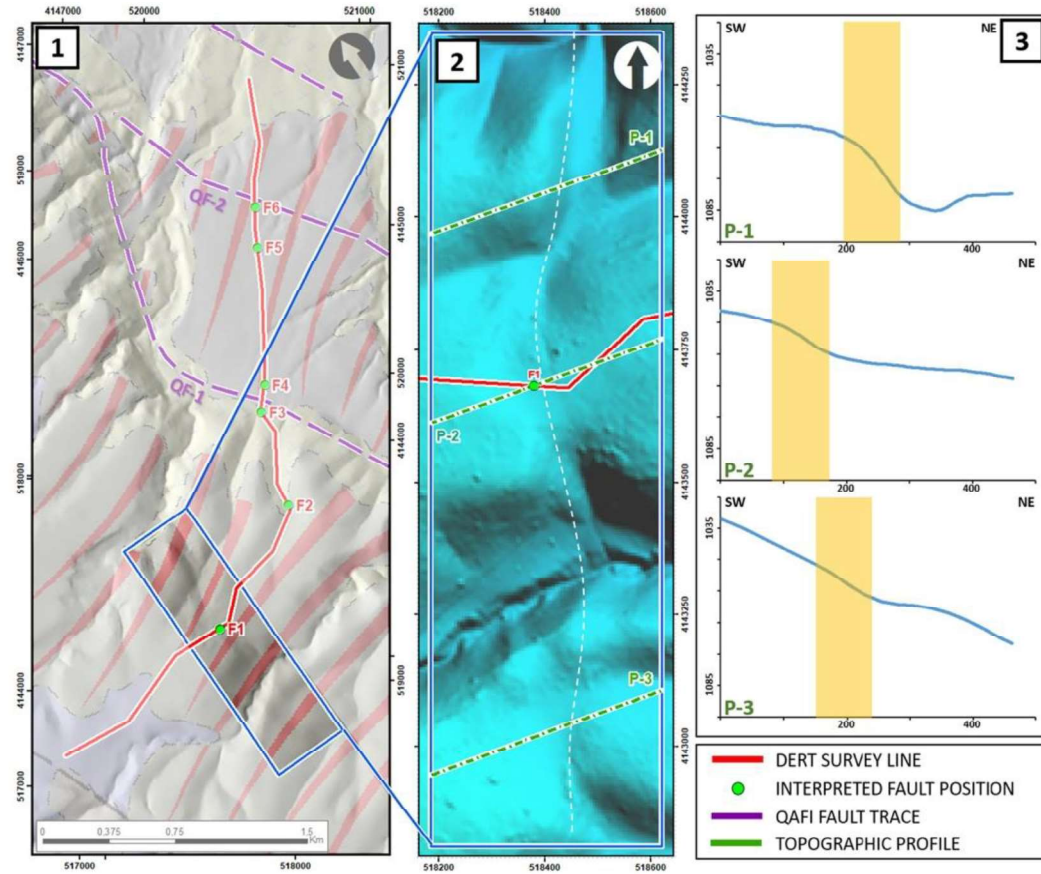 4147000
520000
521000
518200
518400
518600
1
2
3
4147000
519000
4146000
518000
4144000
517000
521000
4145000
520000
4144000
519000
517000
518000
QF-2
F6
F5
QF-1
F4
F3
F2
F1
0
0.375
0.75
1.5
Km
4144250
4144000
4143750
4143500
4143250
4143000
P-1
F1
P-2
P-3
518200
518400
518600
SW
NE
1035
1085
P-1
200
400
SW
NE
1035
1085
P-2
200
400
SW
NE
1035
1085
P-3
200
400
DERT SURVEY LINE
INTERPRETED FAULT POSITION
QAFI FAULT TRACE
TOPOGRAPHIC PROFILE